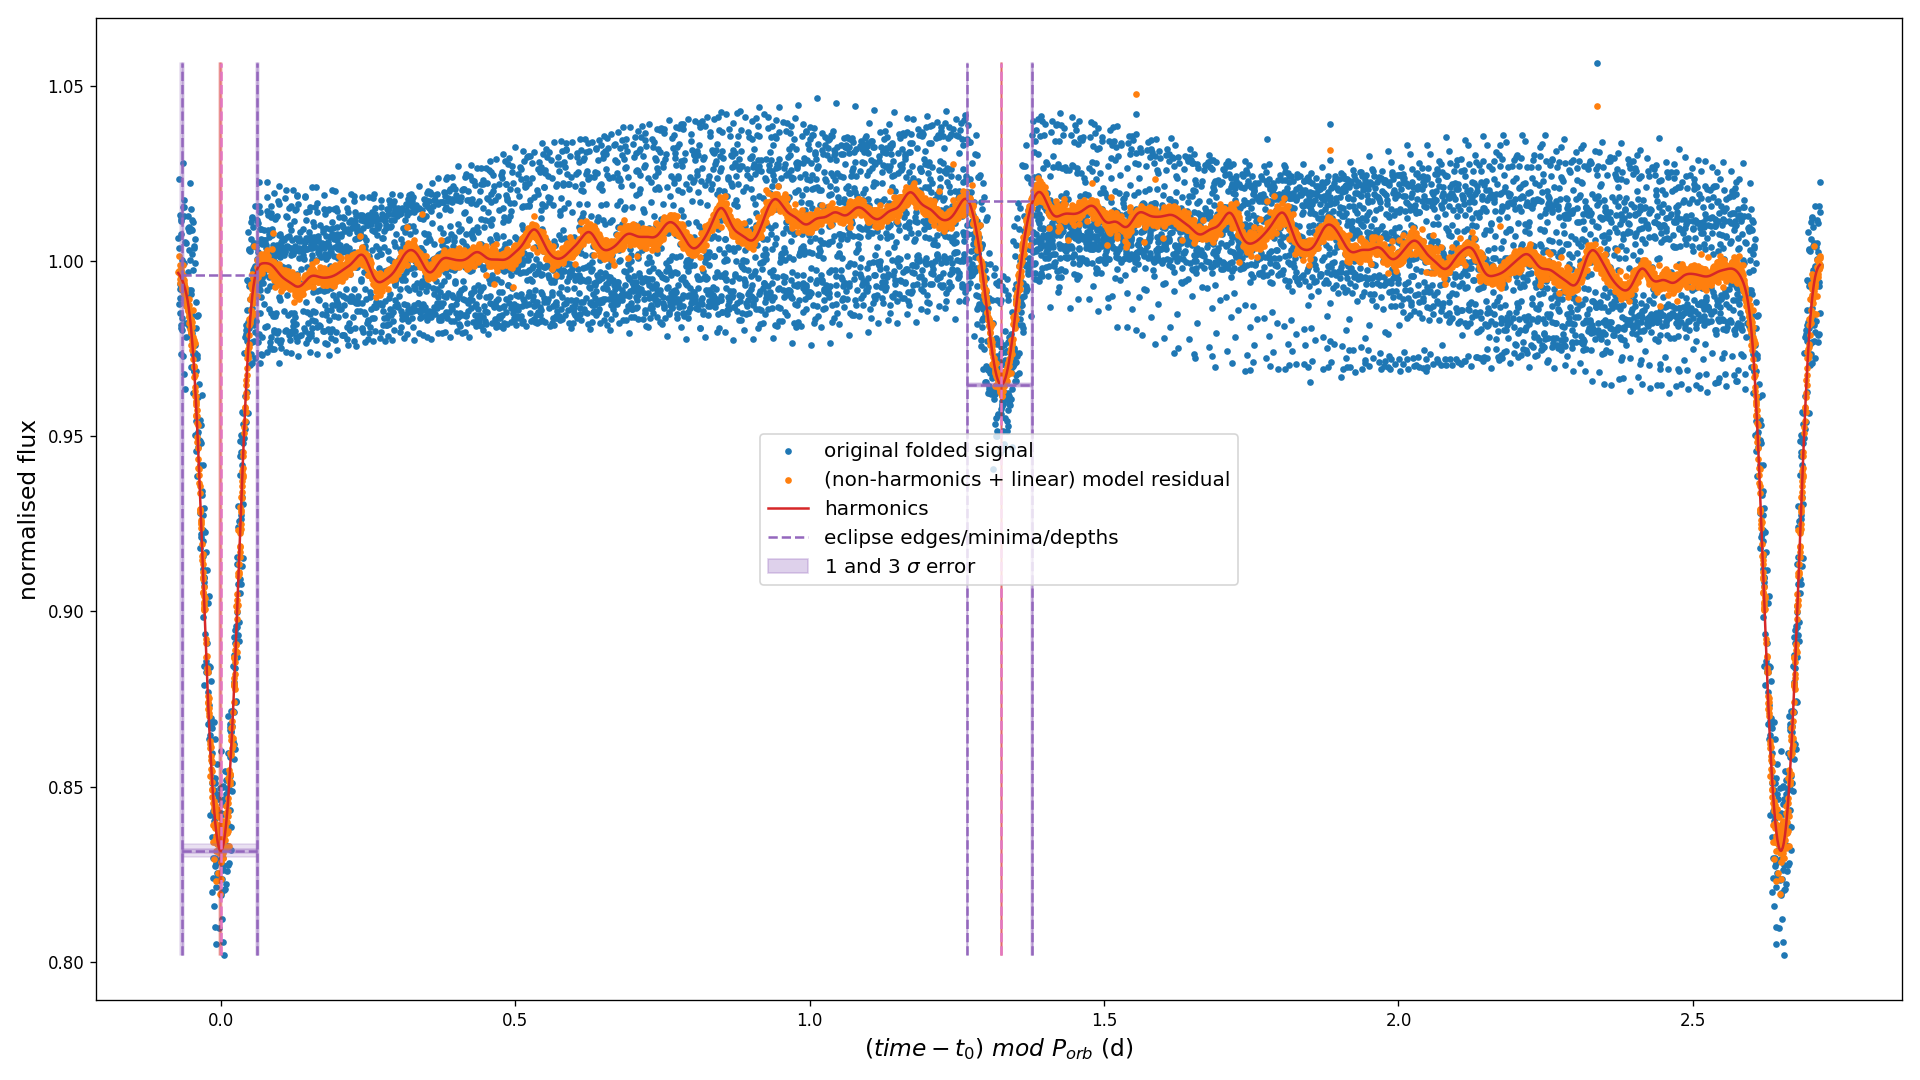 1.05
1.00
0.95
0.90
0.85
0.80
normalised flux
original folded signal
(non-harmonics + linear) model residual
harmonics
eclipse edges/minima/depths
1 and 3 σ error
0.0 0.5 1.0 1.5 2.0 2.5
(time − t₀) mod Pₒᵣb (d)